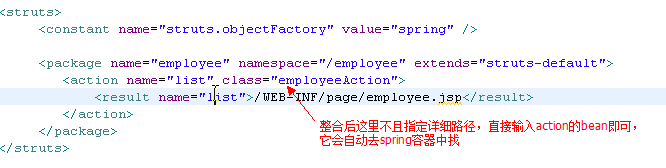 <struts>
<constant name="struts.objectFactory" value="spring" />
<package name="employee" namespace="/employee" extends="struts-default">
<action name="list" class="employeeAction">
<result name="list">/WEB-INF/page/employee.jsp</result>
整合后这里不且指定详细路径，直接输入action的bean即可，
它会自动去spring容器中找
</action>
</package>
</struts>